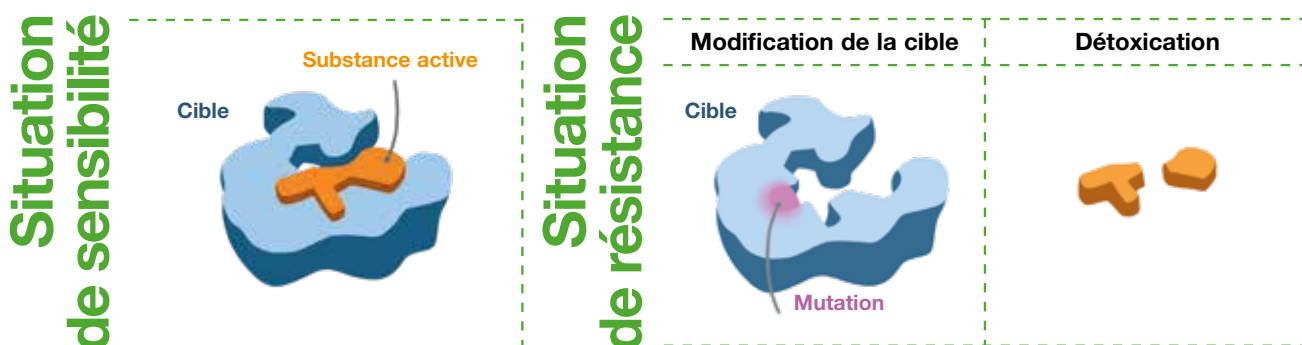 Situation
de sensibilité
Substance active
Cible
Situation
de résistance
Modification de la cible
Détoxication
Cible
Mutation